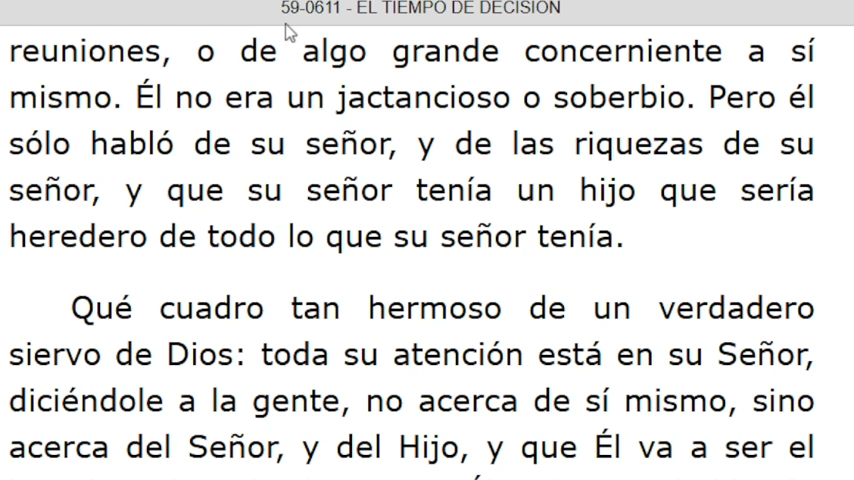 59-0611 - EL TIEMPO DE DECISIÓN
reuniones, o de algo grande concerniente a sí
mismo. Él no era un jactancioso o soberbio. Pero él
sólo habló de su señor, y de las riquezas de su
señor, y que su señor tenía un hijo que sería
heredero de todo lo que su señor tenía.
Qué cuadro tan hermoso de un verdadero
siervo de Dios: toda su atención está en su Señor,
diciéndole a la gente, no acerca de sí mismo, sino
acerca del Señor, y del Hijo, y que Él va a ser el